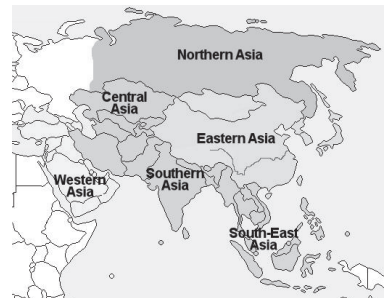 Northern Asia
Central
Asia
Eastern Asia
Western
Asia
Southern
Asia
South-East
Asia